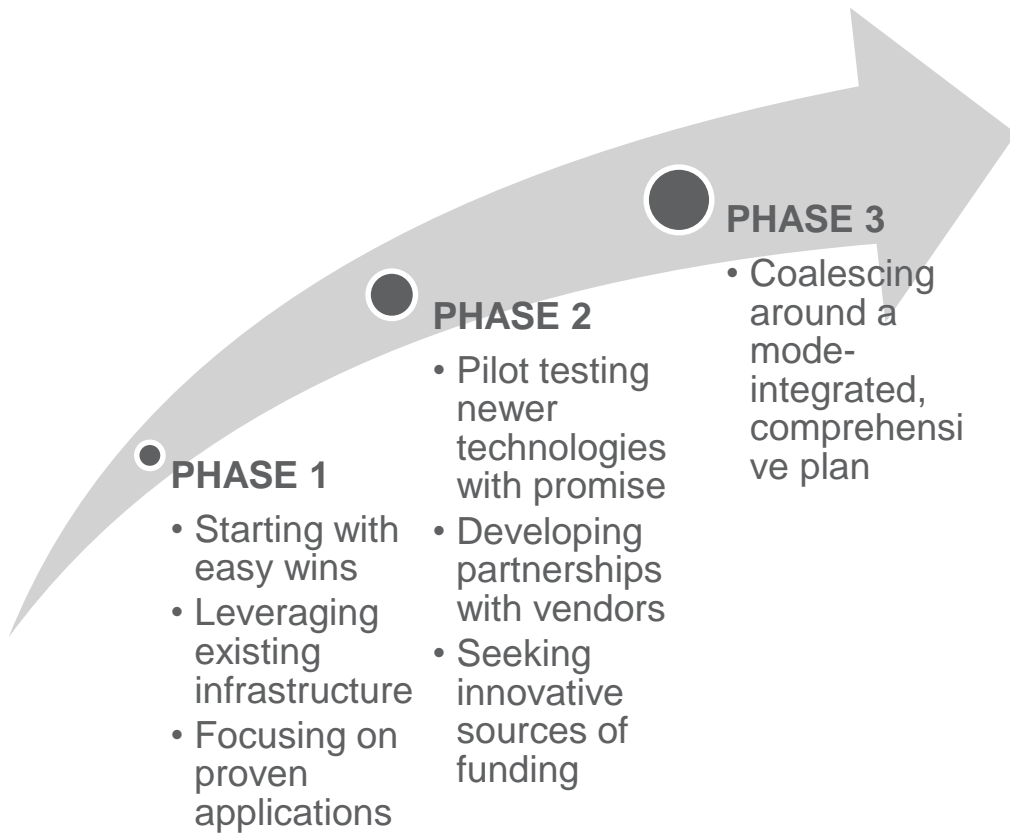 PHASE 1
• Starting with
easy wins
• Leveraging
existing
infrastructure
• Focusing on
proven
applications
PHASE 2
• Pilot testing
newer
technologies
with promise
• Developing
partnerships
with vendors
• Seeking
innovative
sources of
funding
PHASE 3
• Coalescing
around a
mode-
integrated,
comprehensi
ve plan